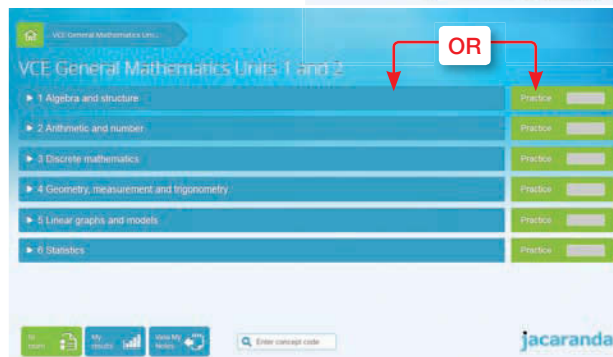 VCE General Mathematics Uni...
OR
VCE General Mathematics Units 1 and 2
1 Algebra and structure
Practice
2 Arithmetic and number
Practice
3 Discrete mathematics
Practice
4 Geometry, measurement and trigonometry
Practice
5 Linear graphs and models
Practice
6 Statistics
Practice
My results
View My Notes
Enter concept code
jacaranda